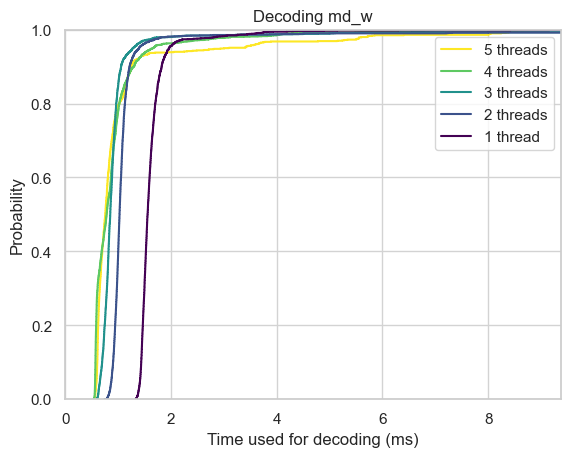 Decoding md_w
1.0
0.8
0.6
0.4
0.2
0.0
Probability
5 threads
4 threads
3 threads
2 threads
1 thread
0
2
4
6
8
Time used for decoding (ms)